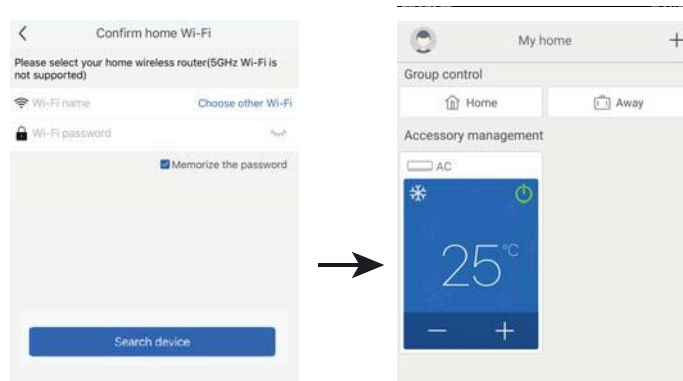 Confirm home Wi-Fi
Please select your home wireless router(5GHz Wi-Fi is
not supported)
Wi-Fi name
Choose other Wi-Fi
Wi-Fi password
Memorize the password
Search device
My home
+
Group control
Home
Away
Accessory management
AC
25°C
− +